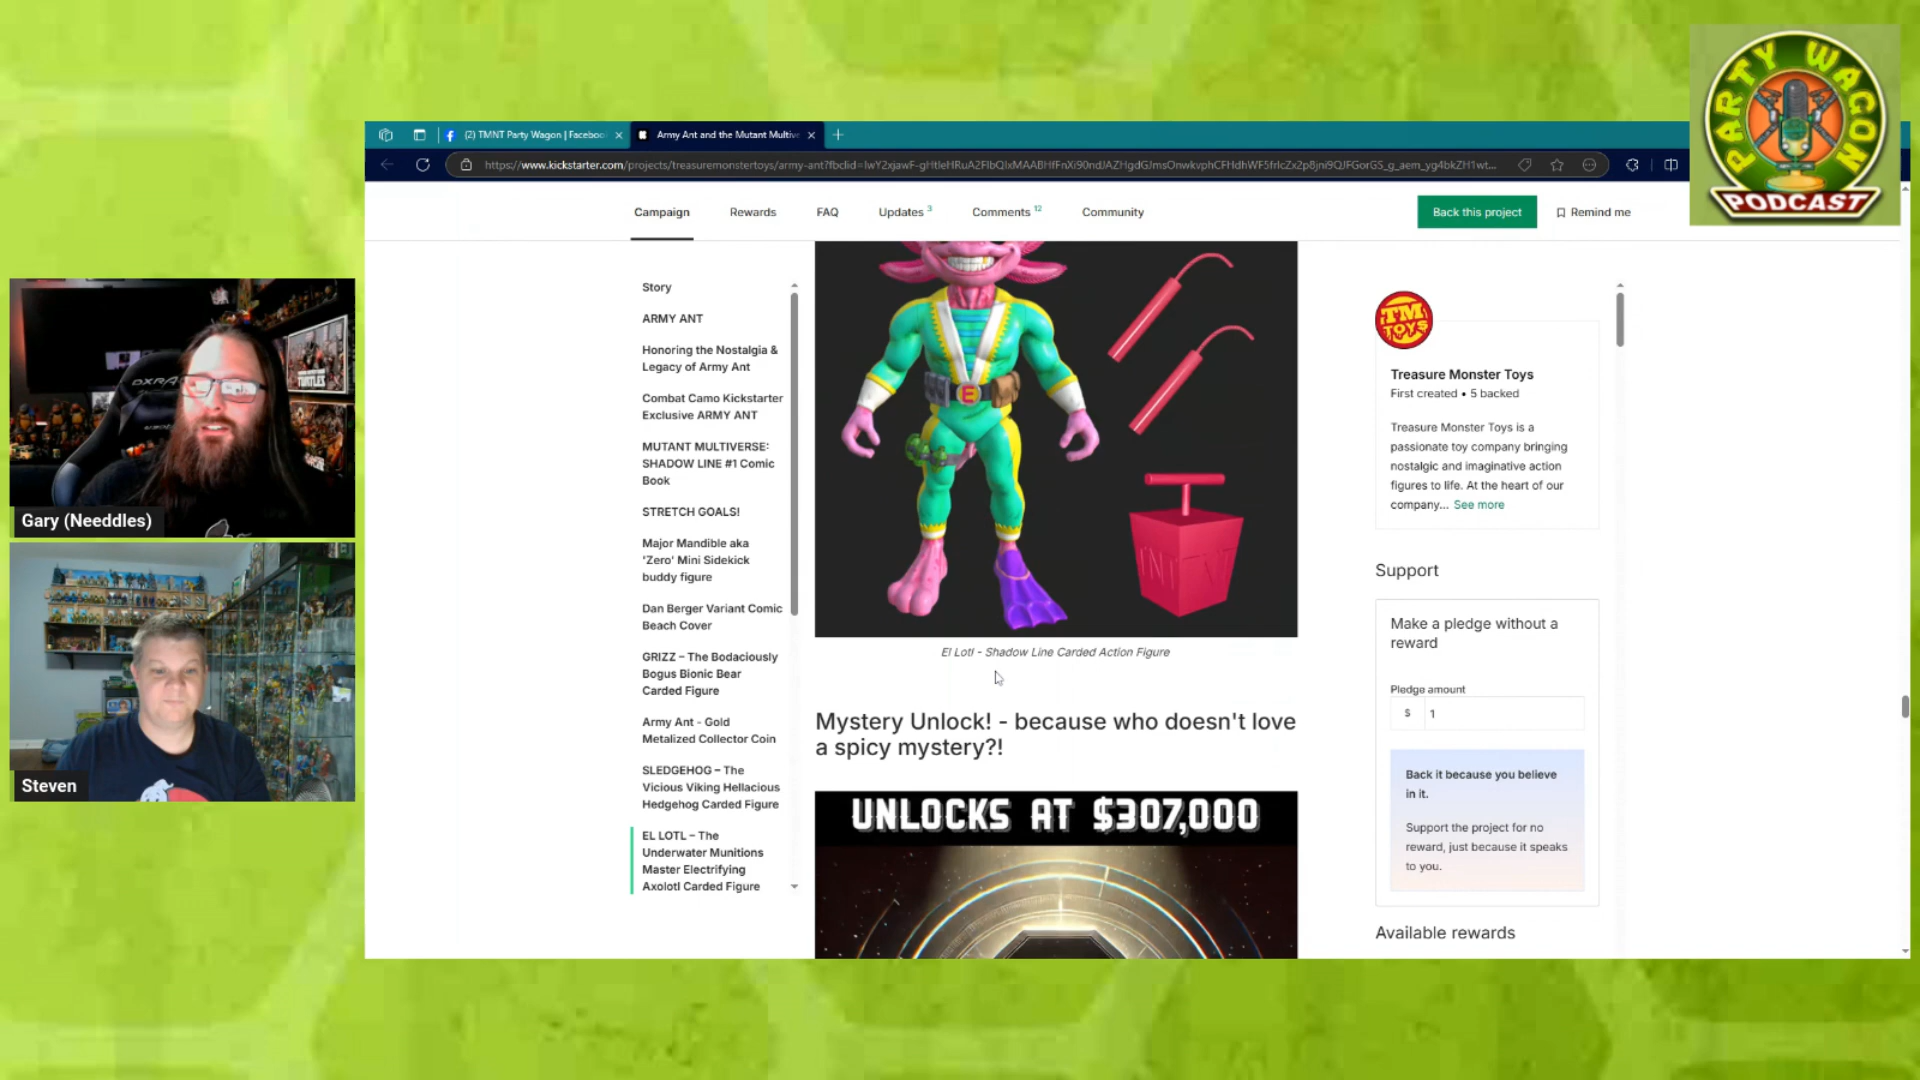 PARTY WAGON
PODCAST
(2) TMNT Party Wagon | Faceboo
Army Ant and the Mutant Multive
Campaign
Rewards
FAQ
Updates 3
Comments 12
Community
Back this project
Remind me
Story
ARMY ANT
Honoring the Nostalgia &
Legacy of Army Ant
Combat Camo Kickstarter
Exclusive ARMY ANT
MUTANT MULTIVERSE:
SHADOW LINE #1 Comic
Book
STRETCH GOALS!
Major Mandible aka
'Zero' Mini Sidekick
buddy figure
Dan Berger Variant Comic
Beach Cover
GRIZZ – The Bodaciously
Bogus Bionic Bear
Carded Figure
Army Ant - Gold
Metalized Collector Coin
SLEDGEHOG – The
Vicious Viking Hellacious
Hedgehog Carded Figure
EL LOTL – The
Underwater Munitions
Master Electrifying
Axolotl Carded Figure
E
TNT
El Lotl - Shadow Line Carded Action Figure
Mystery Unlock! - because who doesn't love
a spicy mystery?!
UNLOCKS AT $307,000
TM
TOYS
Treasure Monster Toys
First created • 5 backed
Treasure Monster Toys is a
passionate toy company bringing
nostalgic and imaginative action
figures to life. At the heart of our
company... See more
Support
Make a pledge without a
reward
Pledge amount
$ 1
Back it because you believe
in it.
Support the project for no
reward, just because it speaks
to you.
Available rewards
DXRA
TURTLES
Gary (Needdles)
Steven